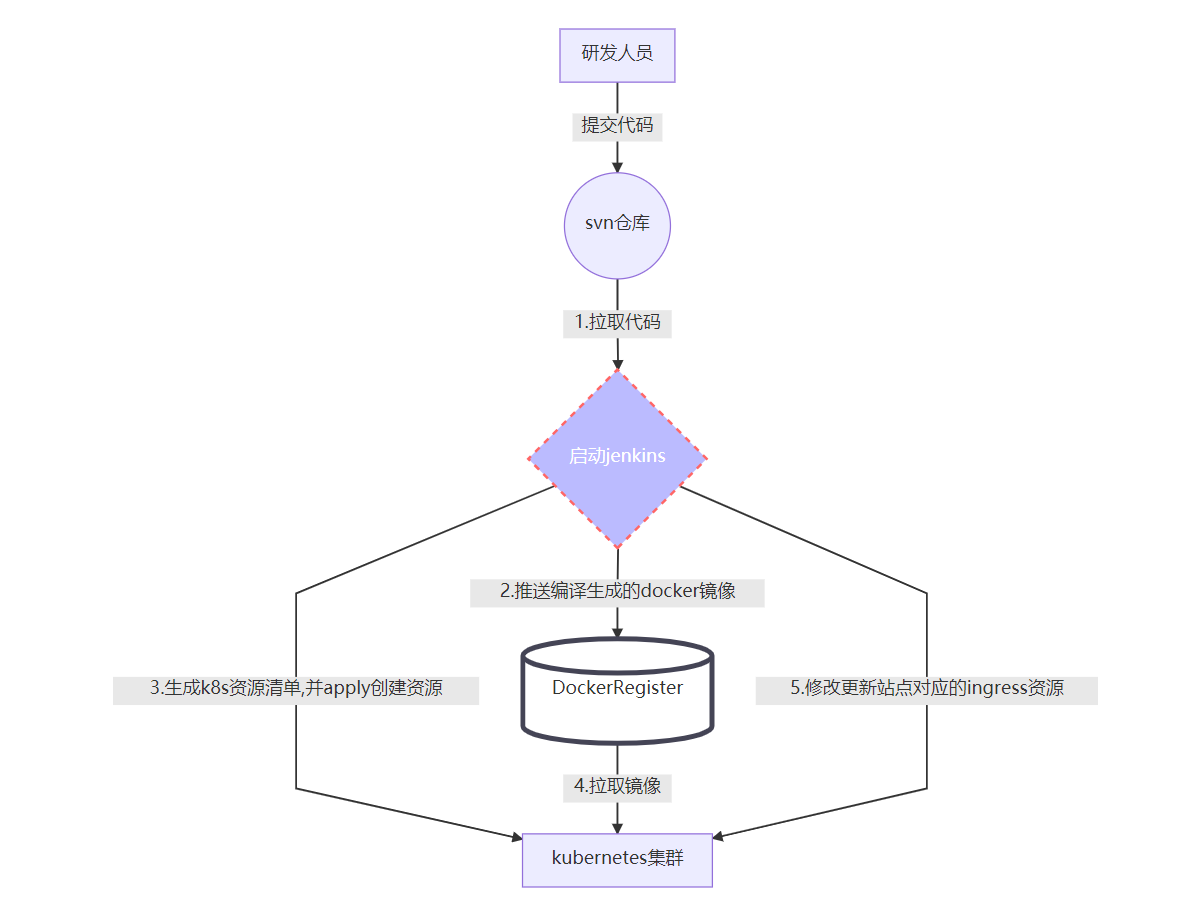 研发人员
提交代码
svn仓库
1.拉取代码
启动jenkins
2.推送编译生成的docker镜像
3.生成k8s资源清单,并apply创建资源
DockerRegister
5.修改更新站点对应的ingress资源
4.拉取镜像
kubernetes集群